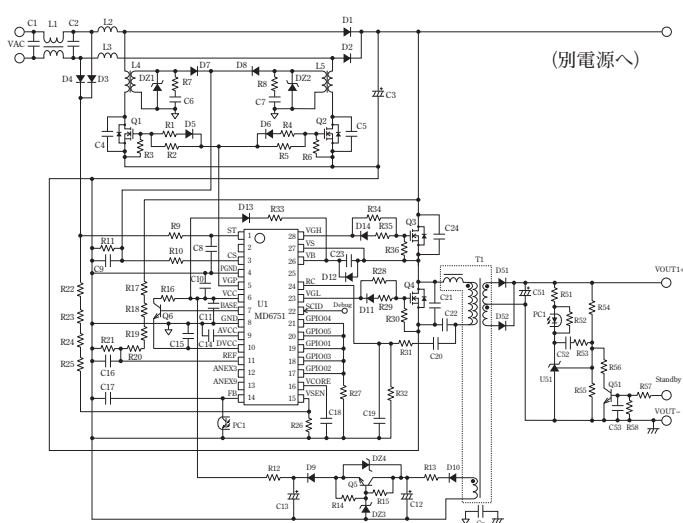 C1 L1 C2 L2 D1
VAC
L3 D2
(別電源へ)
D4 D3 L4 D7 D8 L5
DZ1 R7 R8 DZ2
C6 C7 C3
Q1 R1 D5 D6 R4 Q2
C4 R3 R2 R5 R6 C5
D13 R33 R34 Q3
R9 ST 1 28 VGH D14 R35 C24
R11 C8 2 27 VS R36
R10 CS 3 26 VB C23
C9 PGND 4 25 D12 R28 T1
C10 VGP 5 24 RC Q4 D51 VOUT1+
R22 R17 R16 VCC 6 23 VGL D11 R29 C21 C51 R51 R54
U1
MD6751
R18 BASE 7 22 SCID Debug R30 C22 PC1 R52
R23 Q6 C11 GND 8 21 GPIO04 D52
R19 AVCC 9 20 GPIO05
R24 R21 R20 C15 C14 DVCC 10 19 GPIO01 R31 C20 C52 R53
R25 C16 REF 11 18 GPIO03 R56
ANEX3 12 17 GPIO02 U51 Q51 Standby
C17 ANEX9 13 16 VCORE R27 R32 R55 R57
FB 14 15 VSEN
PC1 R26 C18 C19 C53 R58 VOUT−
DZ4
R12 D9 Q5 R13 D10
C13 R14 R15 C12
DZ3